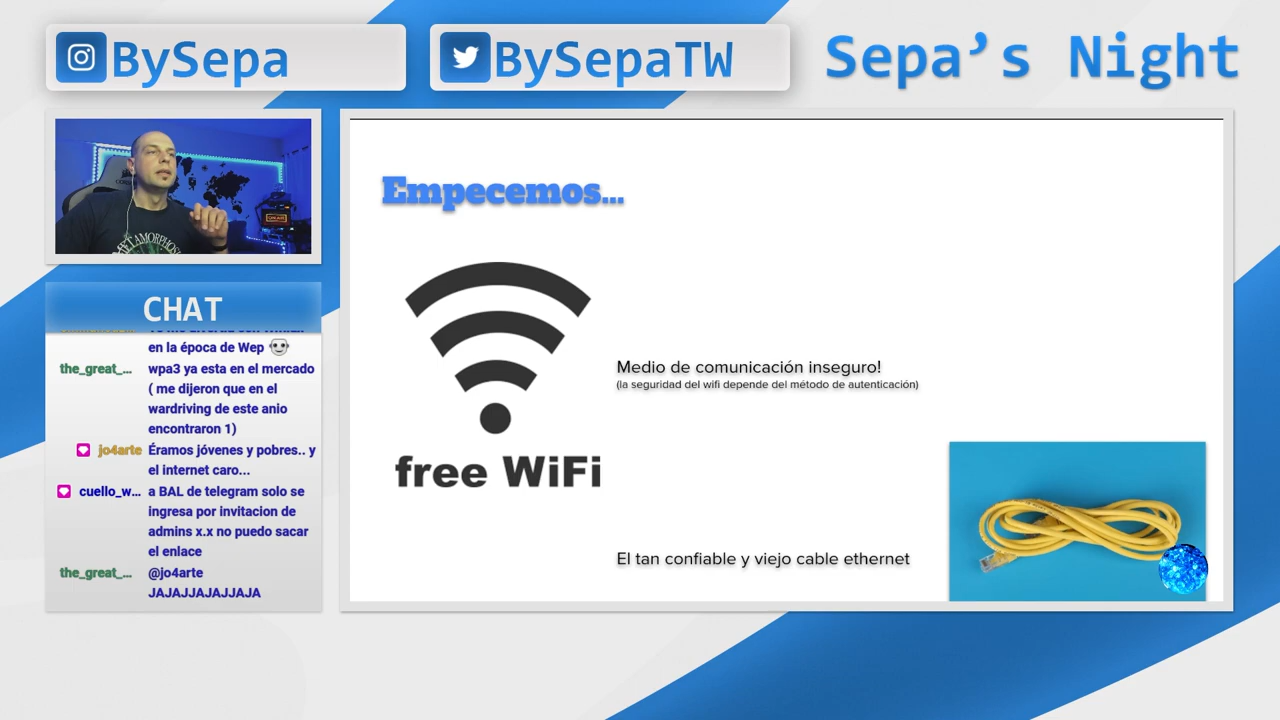 BySepa
BySepaTW
Sepa’s Night
CHAT
en la época de Wep
the_great_... wpa3 ya esta en el mercado
( me dijeron que en el
wardriving de este anio
encontraron 1)
jo4arte Éramos jóvenes y pobres.. y
el internet caro...
cuello_w... a BAL de telegram solo se
ingresa por invitacion de
admins x.x no puedo sacar
el enlace
the_great_... @jo4arte
JAJAJJAJAJJAJA
Empecemos...
free WiFi
Medio de comunicación inseguro!
(la seguridad del wifi depende del método de autenticación)
El tan confiable y viejo cable ethernet